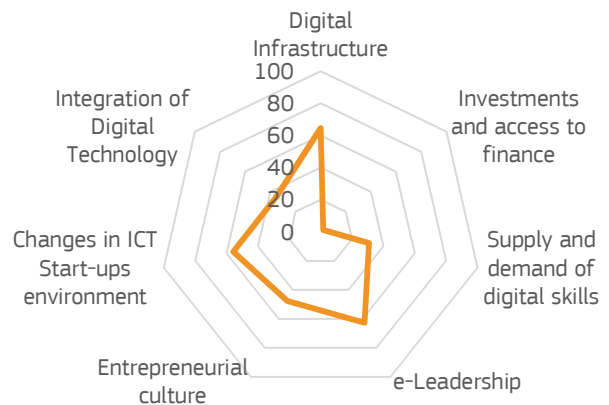 Digital
Infrastructure
100
80
60
40
20
0
Investments
and access to
finance
Supply and
demand of
digital skills
e-Leadership
Entrepreneurial
culture
Changes in ICT
Start-ups
environment
Integration of
Digital
Technology